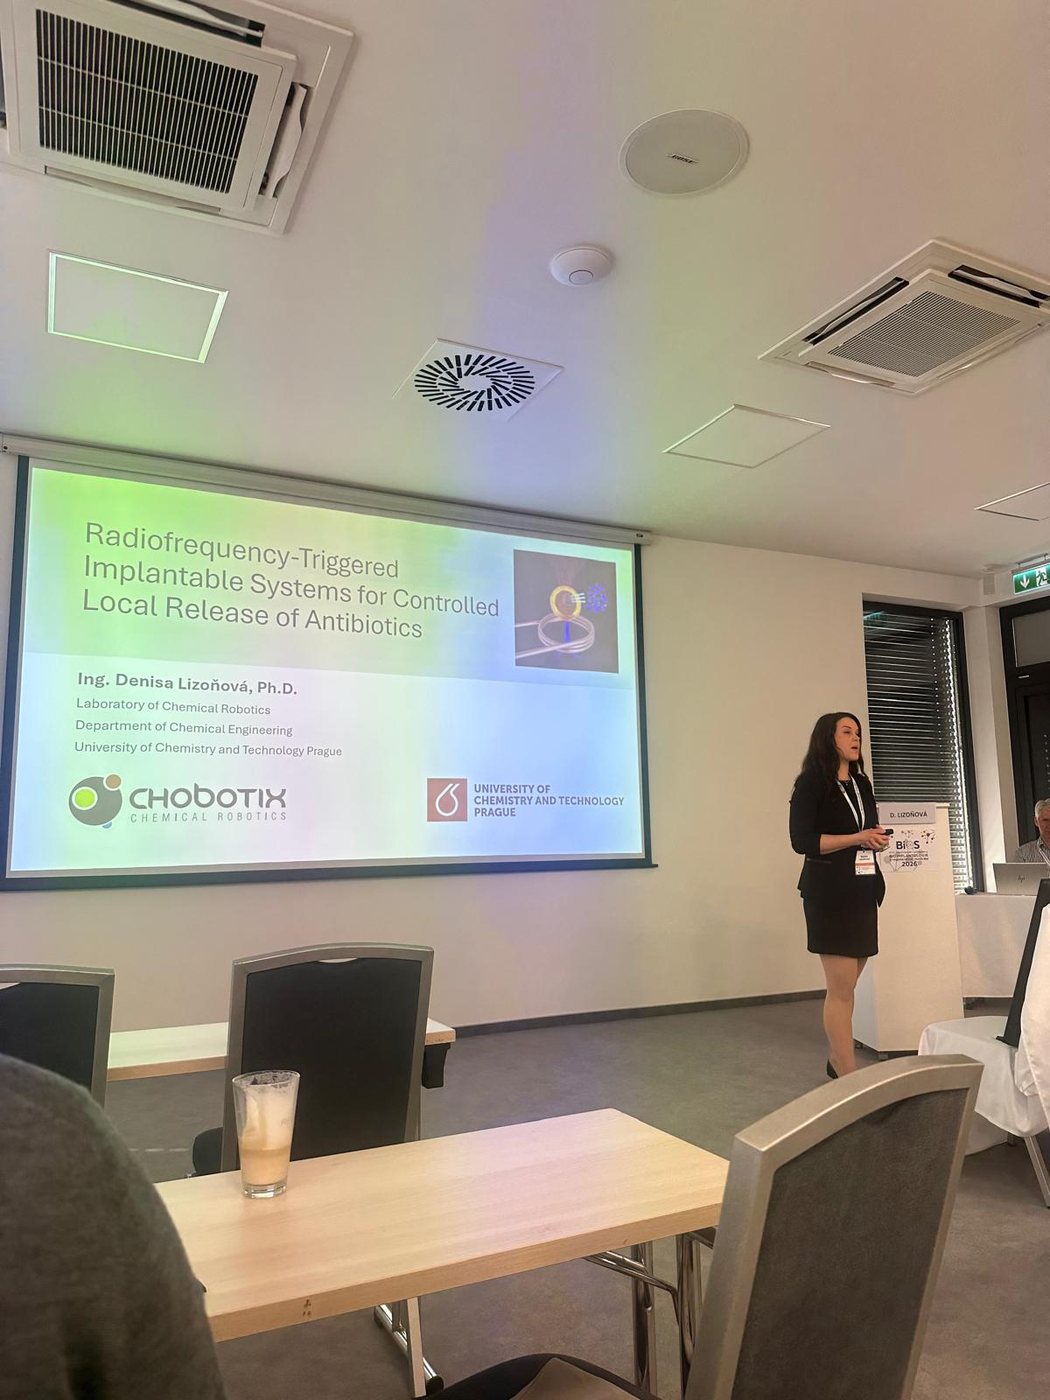 BOSE
Radiofrequency-Triggered
Implantable Systems for Controlled
Local Release of Antibiotics
Ing. Denisa Lizoňová, Ph.D.
Laboratory of Chemical Robotics
Department of Chemical Engineering
University of Chemistry and Technology Prague
CHOBOTIX
CHEMICAL ROBOTICS
UNIVERSITY OF
CHEMISTRY AND TECHNOLOGY
PRAGUE
D. LIZOŇOVÁ
2026
hp